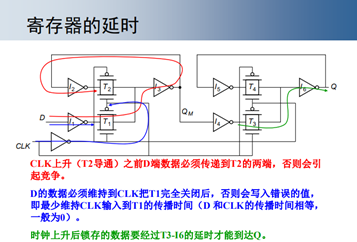 寄存器的延时
I₂
T₂
I₃
I₅
T₄
I₆
Q
D
I₁
T₁
Q_M
I₄
T₃
CLK
CLK上升（T2导通）之前D端数据必须传递到T2的两端，否则会引
起竞争。
D的数据必须维持到CLK把T1完全关闭后，否则会写入错误的值，
即最少维持CLK输入到T1的传播时间（D 和CLK的传播时间相等，
一般为0）。
时钟上升后锁存的数据要经过T3-I6的延时才能到达Q。